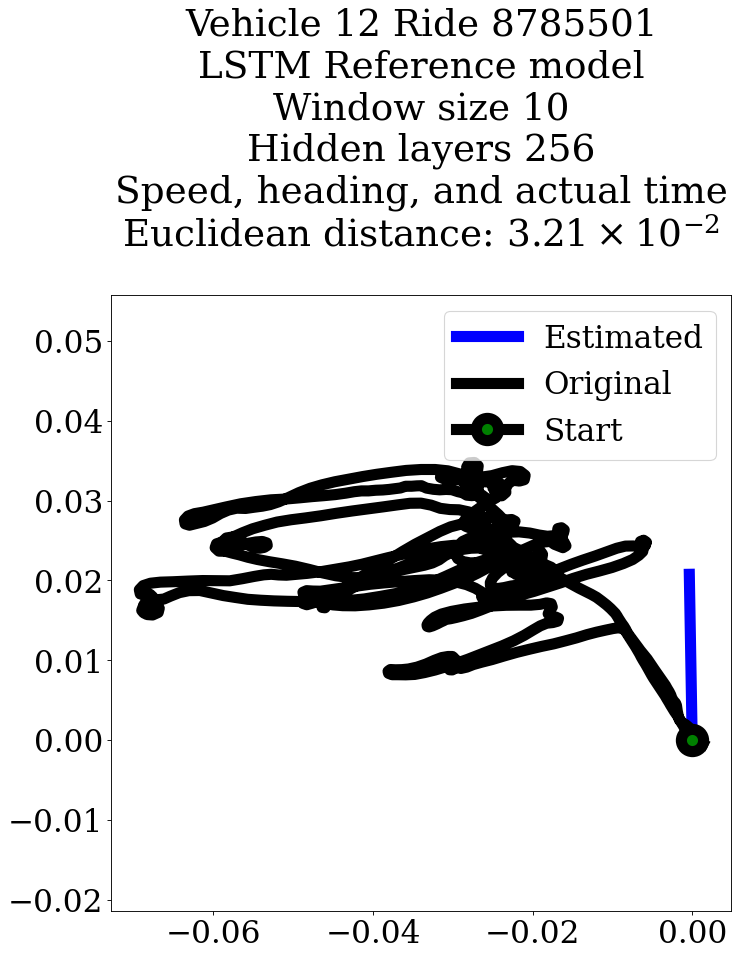 Vehicle 12 Ride 8785501
LSTM Reference model
Window size 10
Hidden layers 256
Speed, heading, and actual time
Euclidean distance: 3.21 × 10⁻²
Estimated
Original
Start
0.05
0.04
0.03
0.02
0.01
0.00
−0.01
−0.02
−0.06
−0.04
−0.02
0.00